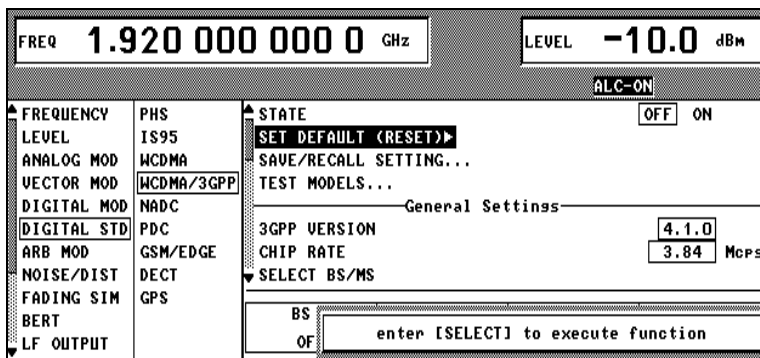 FREQ 1.920 000 000 0 GHz LEVEL -10.0 dBm
ALC-ON
FREQUENCY
LEVEL
ANALOG MOD
VECTOR MOD
DIGITAL MOD
DIGITAL STD
ARB MOD
NOISE/DIST
FADING SIM
BERT
LF OUTPUT
PHS
IS95
WCDMA
WCDMA/3GPP
NADC
PDC
GSM/EDGE
DECT
GPS
STATE OFF ON
SET DEFAULT (RESET)▶
SAVE/RECALL SETTING...
TEST MODELS...
General Settings
3GPP VERSION 4.1.0
CHIP RATE 3.84 Mcps
SELECT BS/MS
BS
OF
enter [SELECT] to execute function